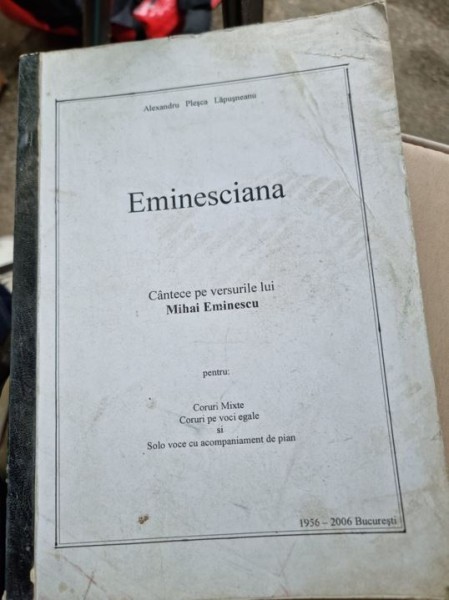 Alexandru Pleșca Lăpușneanu
Eminesciana
Cântece pe versurile lui
Mihai Eminescu
pentru:
Coruri Mixte
Coruri pe voci egale
si
Solo voce cu acompaniament de pian
1956 – 2006 București